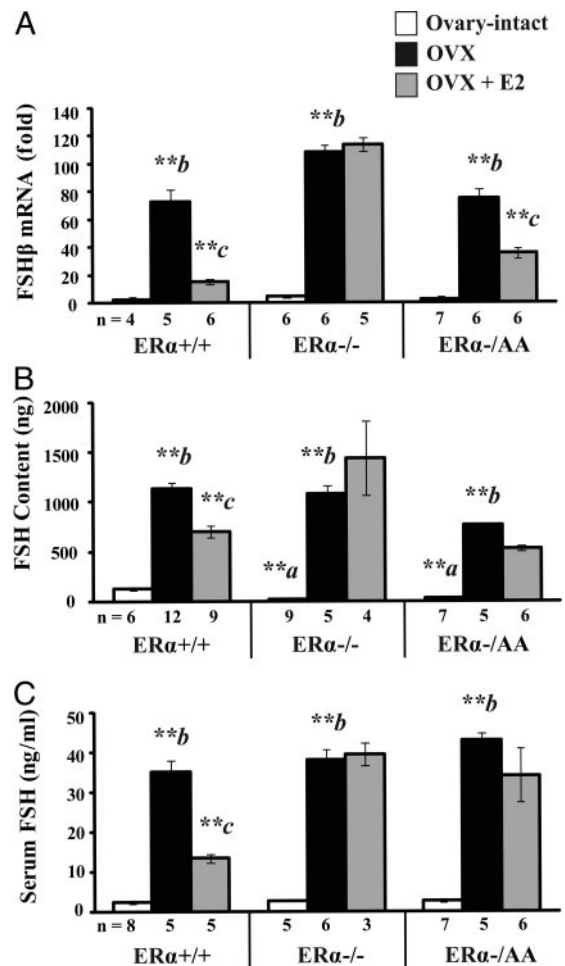 A
Ovary-intact
OVX
OVX + E2
FSHβ mRNA (fold)
140
120
100
80
60
40
20
0
**b
**c
**b
**b
**c
n = 4 5 6 6 6 5 7 6 6
ERα+/+ ERα-/- ERα-/AA
B
FSH Content (ng)
2000
1500
1000
500
0
**b
**c
**a
**b
**a
**b
n = 6 12 9 9 5 4 7 5 6
ERα+/+ ERα-/- ERα-/AA
C
Serum FSH (ng/ml)
50
40
30
20
10
0
**b
**c
**b
**b
n = 8 5 5 5 6 3 7 5 6
ERα+/+ ERα-/- ERα-/AA